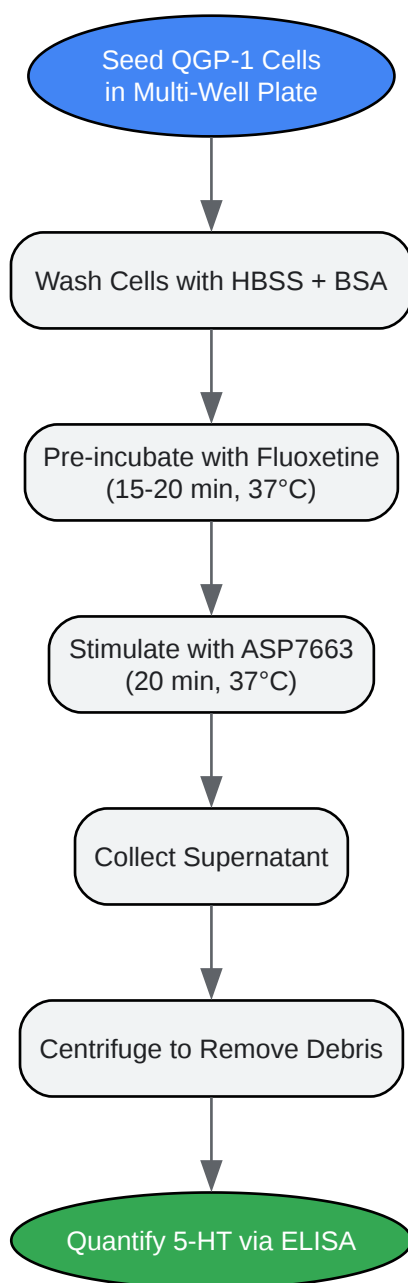 Seed QGP-1 Cells
in Multi-Well Plate
Wash Cells with HBSS + BSA
Pre-incubate with Fluoxetine
(15-20 min, 37°C)
Stimulate with ASP7663
(20 min, 37°C)
Collect Supernatant
Centrifuge to Remove Debris
Quantify 5-HT via ELISA